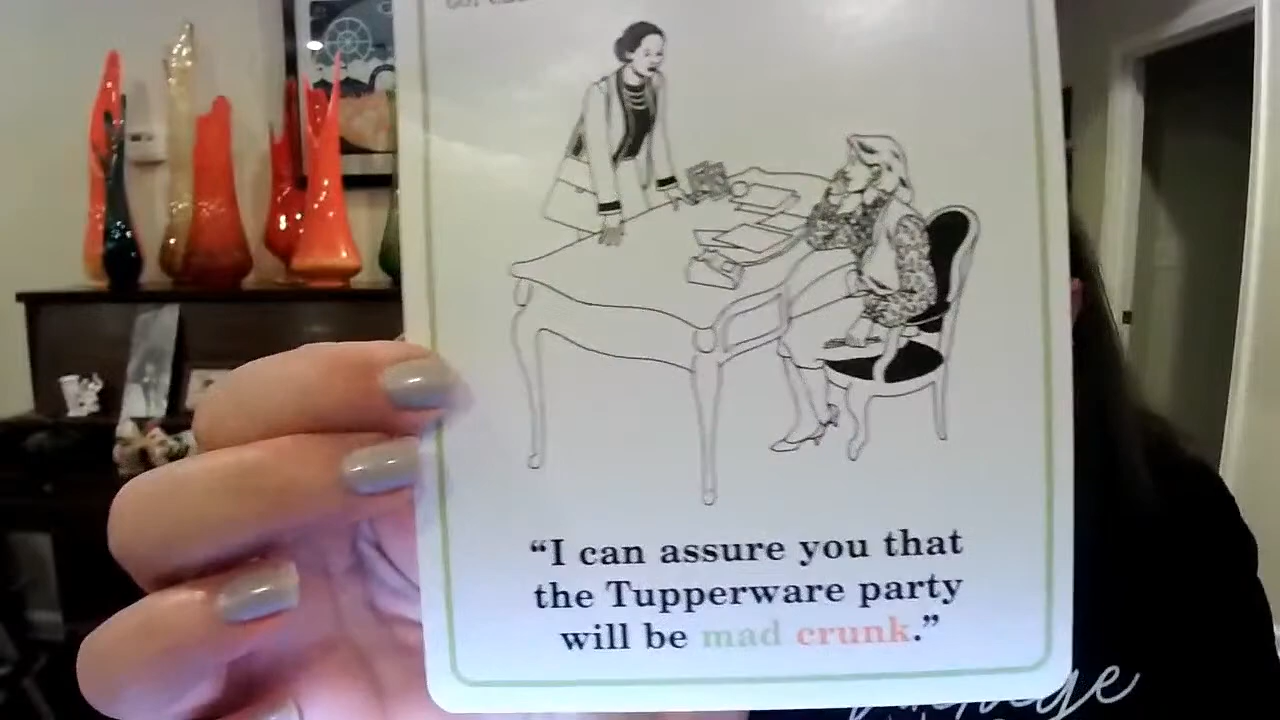 “I can assure you that
the Tupperware party
will be mad crunk.”